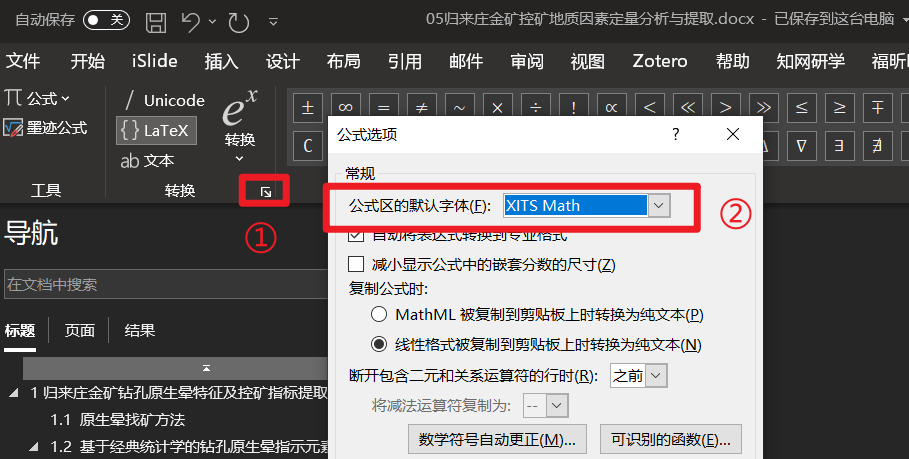 自动保存 关 05归来庄金矿控矿地质因素定量分析与提取.docx - 已保存到这台电脑
文件 开始 iSlide 插入 设计 布局 引用 邮件 审阅 视图 Zotero 帮助 知网研学 福昕
π 公式 / Unicode e^x ± ∞ = ≠ ~ × ÷ ! ∝ < ≪ > ≫ ≤ ≥ ∓
墨迹公式 {} LaTeX 转换 C ∇ ∃ ∄
ab 文本
工具 转换
①
公式选项 ? ×
常规
公式区的默认字体(F): XITS Math
②
自动将表达式转换到专业格式
减小显示公式中的嵌套分数的尺寸(Z)
复制公式时:
MathML 被复制到剪贴板上时转换为纯文本(P)
线性格式被复制到剪贴板上时转换为纯文本(N)
断开包含二元和关系运算符的行时(R): 之前
将减法运算符复制为: --
数学符号自动更正(M)... 可识别的函数(E)...
导航
在文档中搜索
标题 页面 结果
1 归来庄金矿钻孔原生晕特征及控矿指标提取
1.1 原生晕找矿方法
1.2 基于经典统计学的钻孔原生晕指示元素